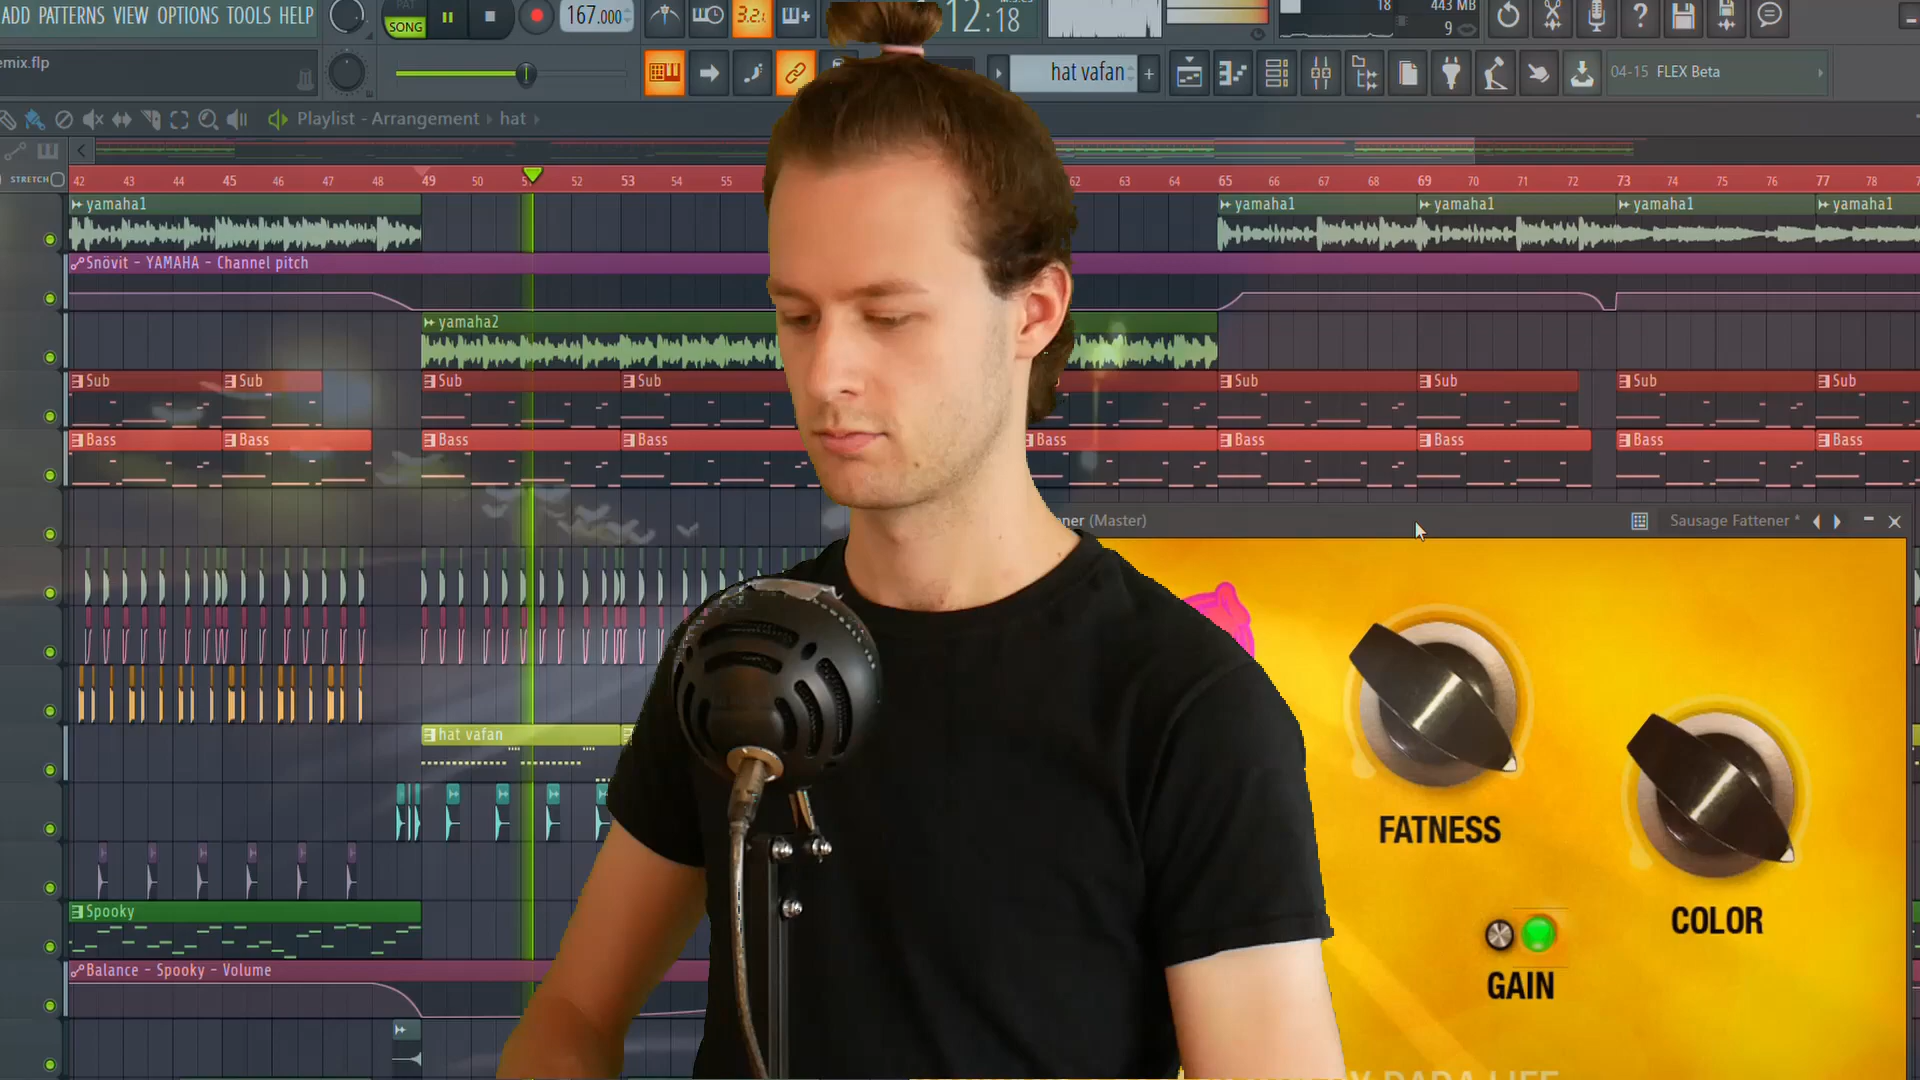 ADD PATTERNS VIEW OPTIONS TOOLS HELP
PAT
SONG
167.000
3.2
12:18
M:S:CS
18
443 MB
9
emix.flp
hat vafan
04-15 FLEX Beta
Playlist - Arrangement hat
STRETCH
42 43 44 45 46 47 48 49 50 51 52 53 54 55 62 63 64 65 66 67 68 69 70 71 72 73 74 75 76 77 78
yamaha1 yamaha1 yamaha1 yamaha1 yamaha1
Snövit - YAMAHA - Channel pitch
yamaha2
Sub Sub Sub Sub Sub Sub Sub Sub
Bass Bass Bass Bass Bass Bass Bass Bass Bass
ner (Master)
Sausage Fattener *
hat vafan
FATNESS
COLOR
GAIN
Spooky
Balance - Spooky - Volume
DADA LIFE